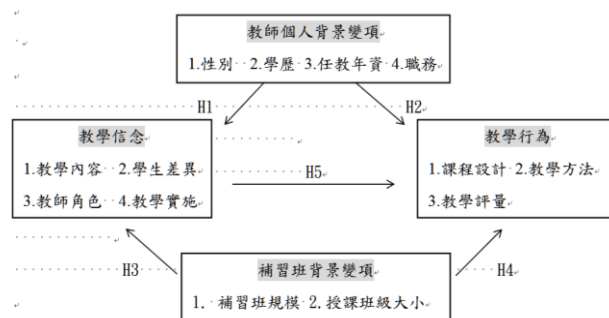 教師個人背景變項
1.性別 2.學歷 3.任教年資 4.職務
H1
H2
教學信念
1.教學內容 2.學生差異
3.教師角色 4.教學實施
H5
教學行為
1.課程設計 2.教學方法
3.教學評量
H3
補習班背景變項
1. 補習班規模 2.授課班級大小
H4